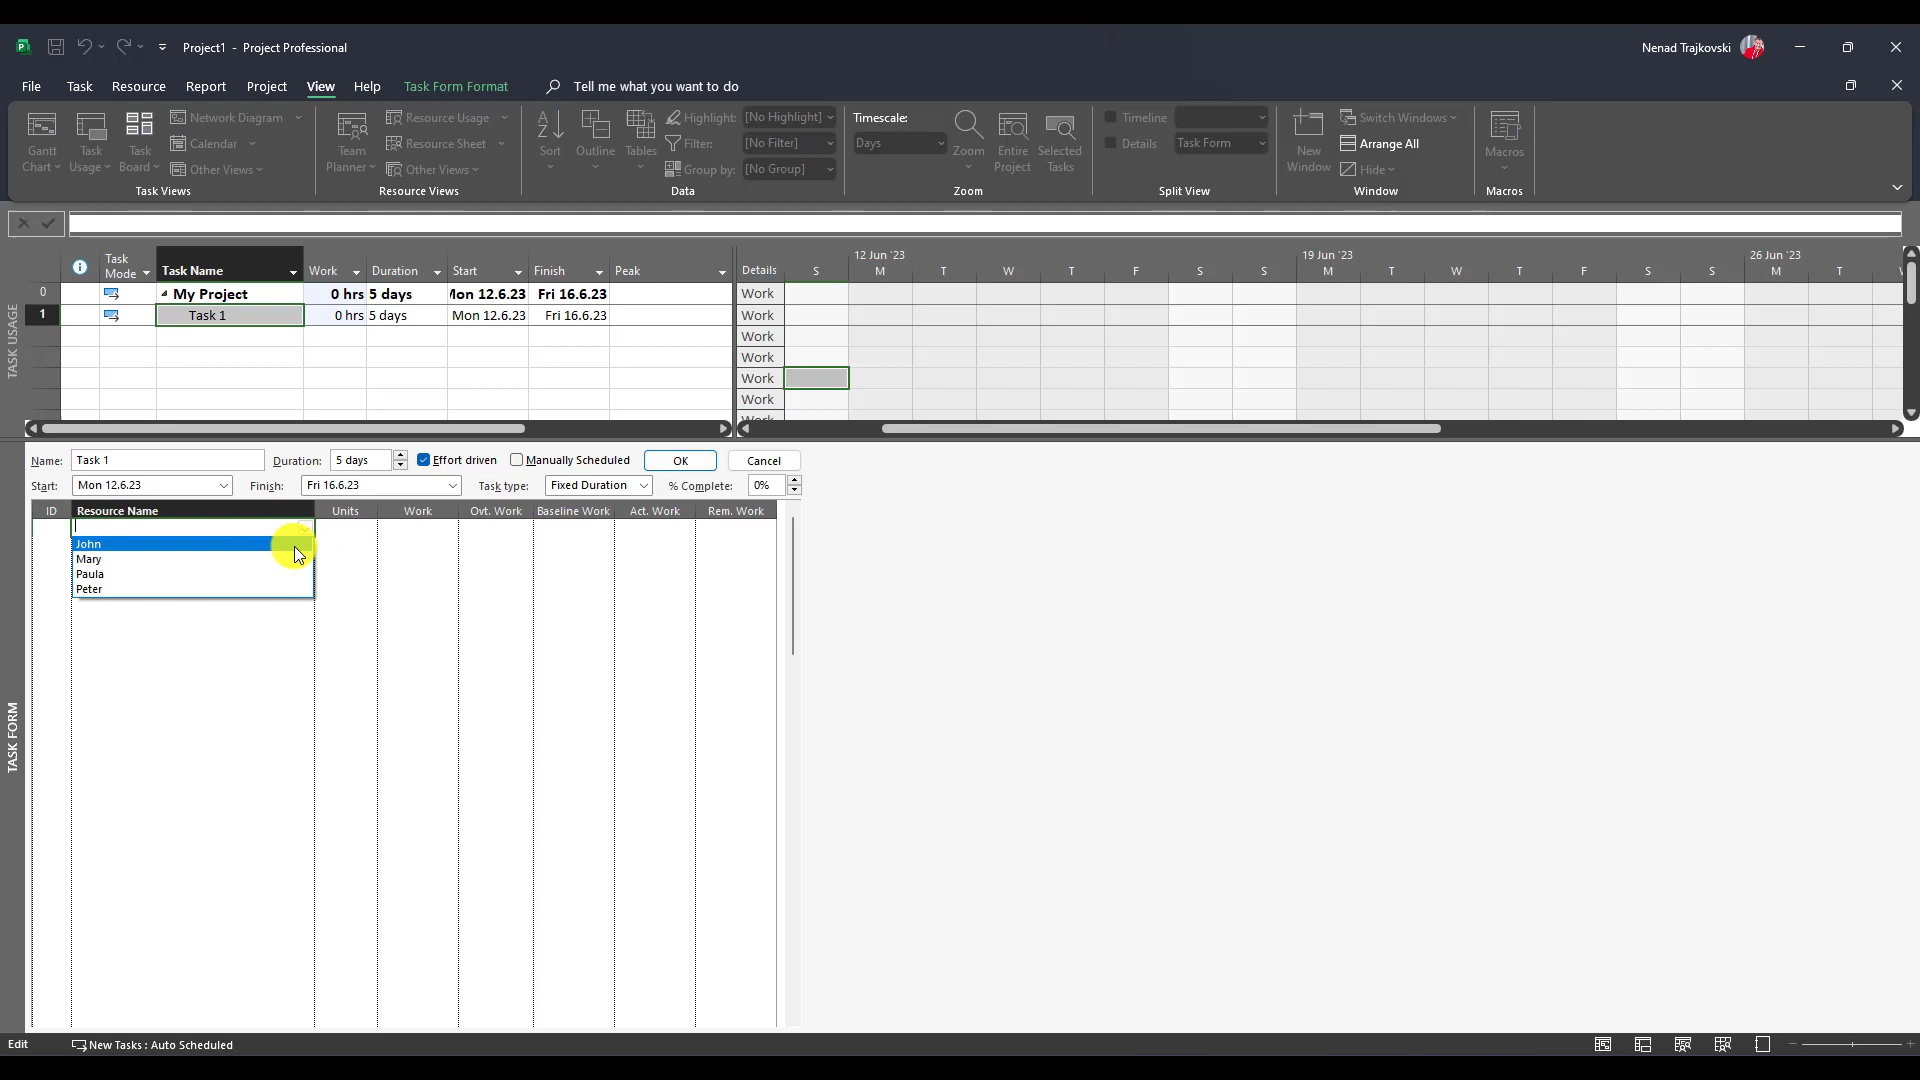 Project1 - Project Professional
Nenad Trajkovski
File Task Resource Report Project View Help Task Form Format Tell me what you want to do
Gantt Chart
Task Usage
Task Board
Network Diagram
Calendar
Other Views
Task Views
Team Planner
Resource Usage
Resource Sheet
Other Views
Resource Views
Sort
Outline
Tables
Highlight: [No Highlight]
Filter: [No Filter]
Group by: [No Group]
Data
Timescale:
Days
Zoom
Entire Project
Selected Tasks
Zoom
Timeline
Details Task Form
Split View
New Window
Switch Windows
Arrange All
Hide
Window
Macros
Macros
TASK USAGE
Task Mode Task Name Work Duration Start Finish Peak
0 My Project 0 hrs 5 days Mon 12.6.23 Fri 16.6.23
1 Task 1 0 hrs 5 days Mon 12.6.23 Fri 16.6.23
12 Jun '23 19 Jun '23 26 Jun '23
Details S M T W T F S S M T W T F S S M T
Work
Work
Work
Work
Work
Work
Work
TASK FORM
Name: Task 1 Duration: 5 days Effort driven Manually Scheduled OK Cancel
Start: Mon 12.6.23 Finish: Fri 16.6.23 Task type: Fixed Duration % Complete: 0%
ID Resource Name Units Work Ovt. Work Baseline Work Act. Work Rem. Work
John
Mary
Paula
Peter
Edit New Tasks : Auto Scheduled